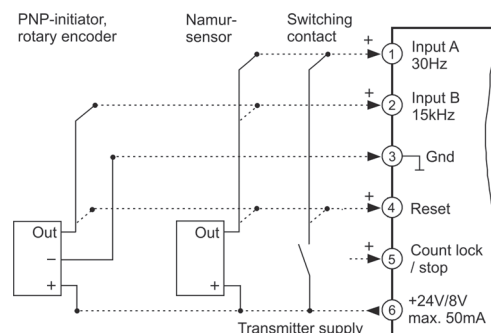 PNP-initiator,
rotary encoder
Namur-
sensor
Switching
contact
+ 1 Input A
30Hz
+ 2 Input B
15kHz
3 Gnd
+ 4 Reset
+ 5 Count lock
/ stop
6 +24V/8V
max. 50mA
Out
–
+
Out
+
Transmitter supply